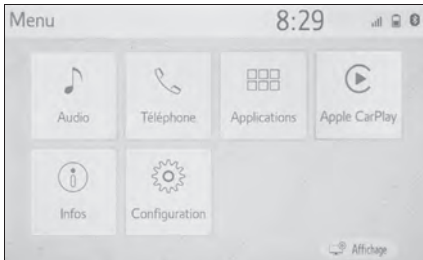 Menu 8:29
Audio Téléphone Applications Apple CarPlay
Infos Configuration
Affichage